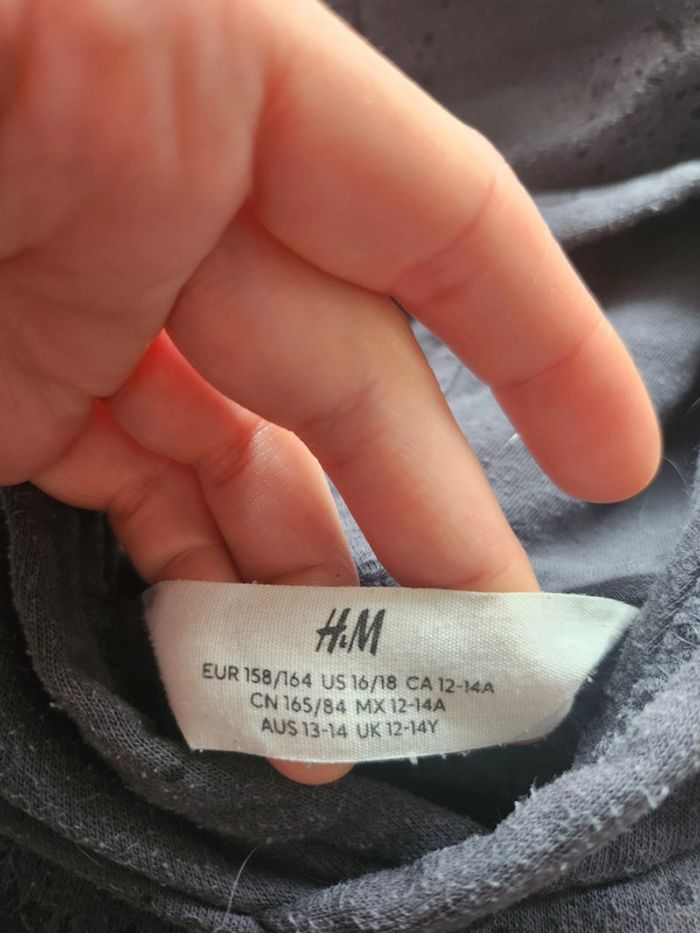 H&M
EUR 158/164 US 16/18 CA 12-14A
CN 165/84 MX 12-14A
AUS 13-14 UK 12-14Y